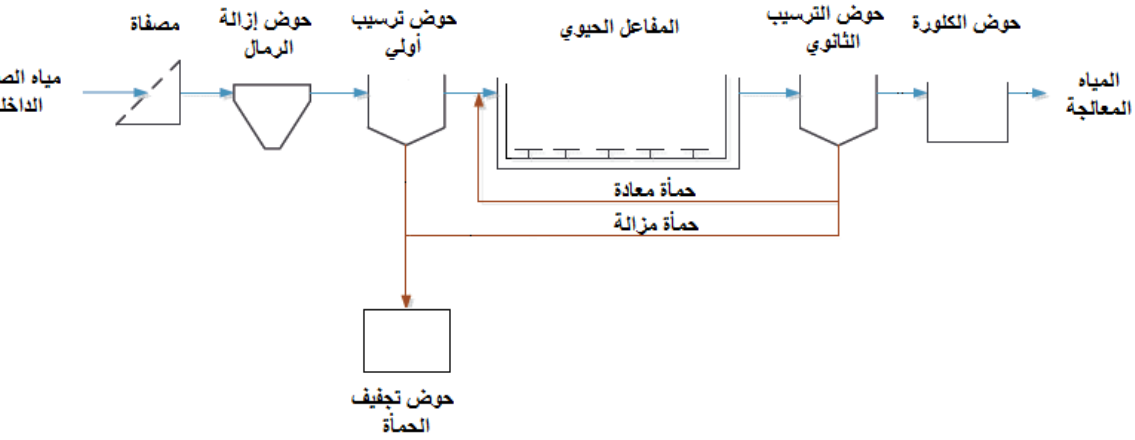 مصفاة
حوض إزالة
الرمال
حوض ترسيب
أولي
المفاعل الحيوي
حوض الترسيب
الثانوي
حوض الكلورة
مياه
المياه
المعالجة
حمأة معادة
حمأة مزالة
حوض تجفيف
الحمأة